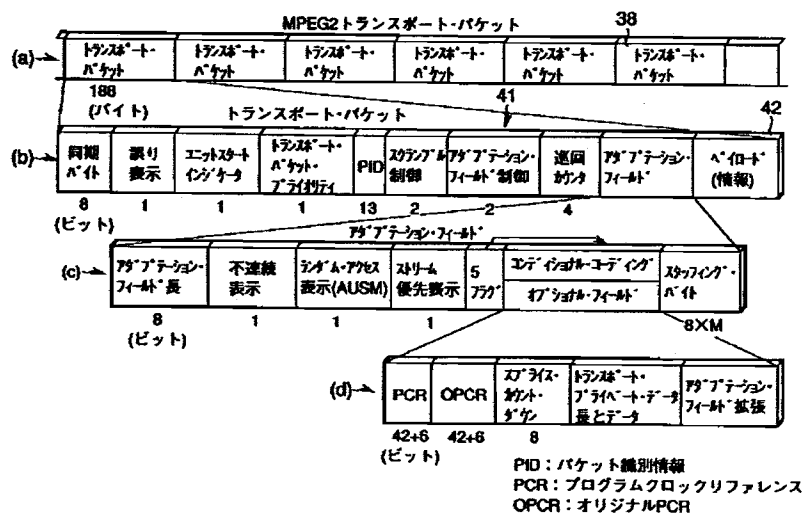 MPEG2トランスポート・パケット
38
(a)
トランスポート・
パケット
トランスポート・
パケット
トランスポート・
パケット
トランスポート・
パケット
トランスポート・
パケット
トランスポート・
パケット
188
(バイト)
トランスポート・パケット
41
42
(b)
同期
バイト
誤り
表示
ユニットスタート
インジケータ
トランスポート・
パケット・
プライオリティ
PID
スクランブル
制御
アダプテーション・
フィールド制御
巡回
カウンタ
アダプテーション・
フィールド
ペイロード
(情報)
8
1
1
1
13
2
2
4
(ビット)
アダプテーション・フィールド
(c)
アダプテーション・
フィールド長
不連続
表示
ランダム・アクセス
表示(AUSM)
ストリーム
優先表示
5
フラグ
コンディショナル・コーディング
オプショナル・フィールド
スタッフィング・
バイト
8
1
1
1
8×M
(ビット)
(d)
PCR
OPCR
スプライス・
カウント・
ダウン
トランスポート・
プライベート・データ
長とデータ
アダプテーション・
フィールド拡張
42+6
42+6
8
(ビット)
PID：パケット識別情報
PCR：プログラムクロックリファレンス
OPCR：オリジナルPCR